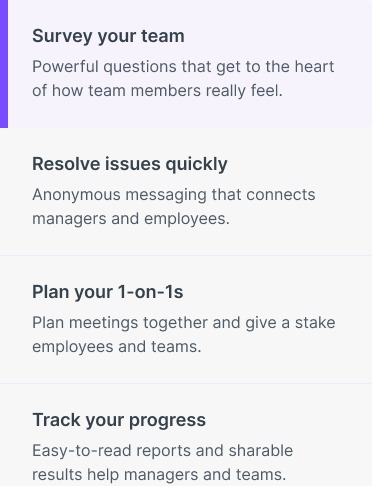 Survey your team
Powerful questions that get to the heart
of how team members really feel.
Resolve issues quickly
Anonymous messaging that connects
managers and employees.
Plan your 1-on-1s
Plan meetings together and give a stake
employees and teams.
Track your progress
Easy-to-read reports and sharable
results help managers and teams.